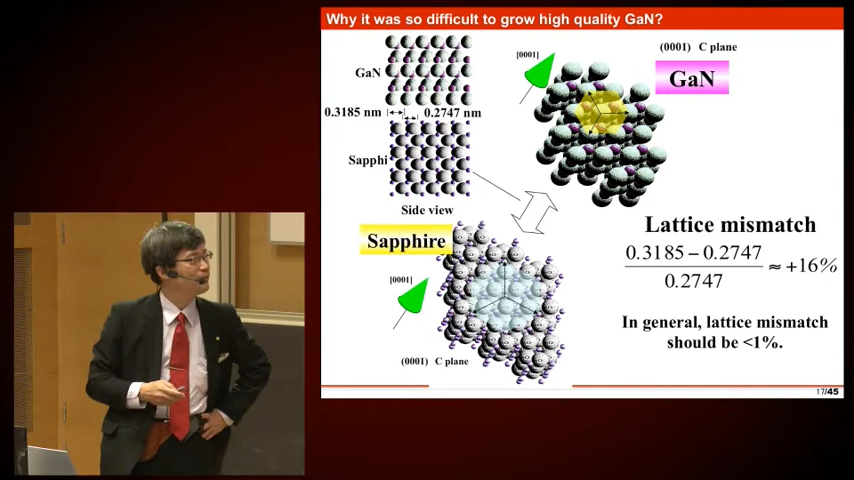 Why it was so difficult to grow high quality GaN?
(0001) C plane
[0001]
GaN
GaN
0.3185 nm
0.2747 nm
Sapphi
Side view
Sapphire
[0001]
(0001) C plane
Lattice mismatch
0.3185 − 0.2747
0.2747
≈ +16%
In general, lattice mismatch
should be <1%.
17/45